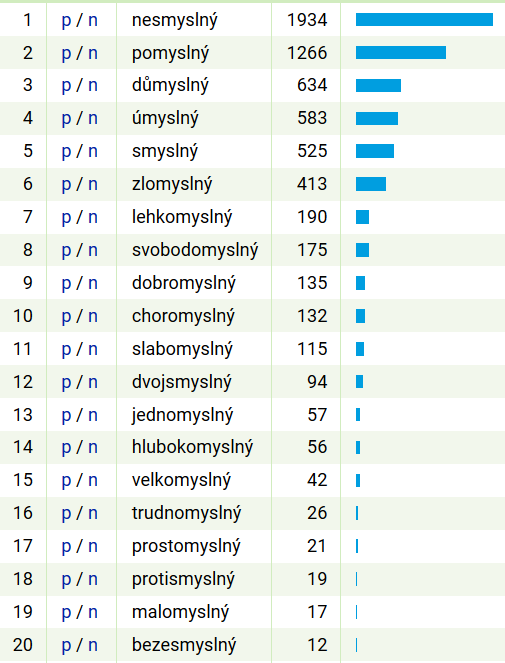 1 p / n nesmyslný 1934
2 p / n pomyslný 1266
3 p / n důmyslný 634
4 p / n úmyslný 583
5 p / n smyslný 525
6 p / n zlomyslný 413
7 p / n lehkomyslný 190
8 p / n svobodomyslný 175
9 p / n dobromyslný 135
10 p / n choromyslný 132
11 p / n slabomyslný 115
12 p / n dvojsmyslný 94
13 p / n jednomyslný 57
14 p / n hlubokomyslný 56
15 p / n velkomyslný 42
16 p / n trudnomyslný 26
17 p / n prostomyslný 21
18 p / n protismyslný 19
19 p / n malomyslný 17
20 p / n bezesmyslný 12